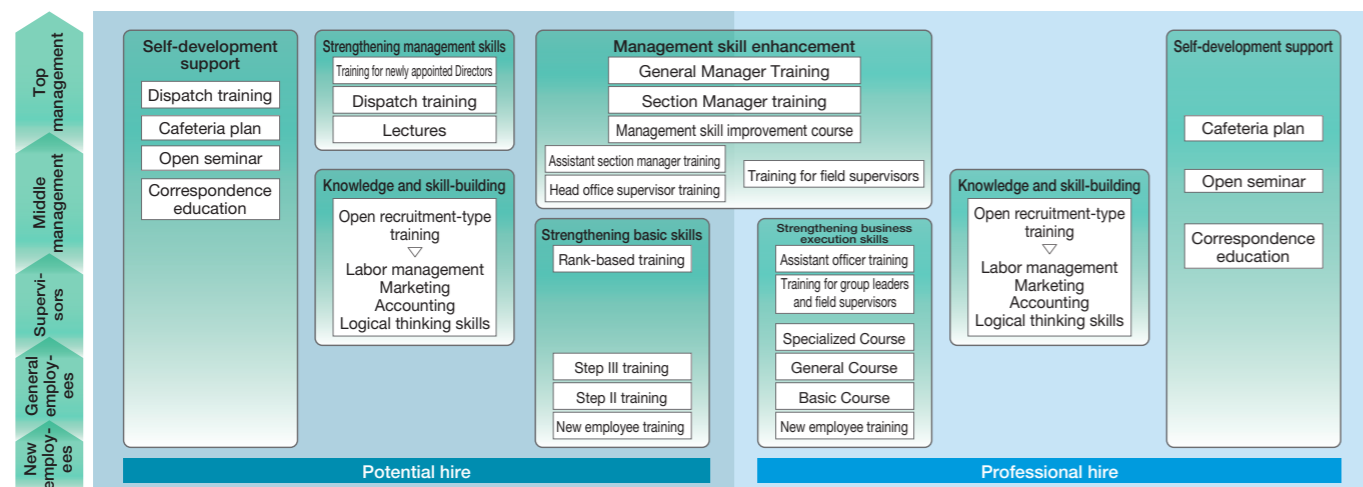 Top
management
Middle
management
Supervi-
sors
General
employ-
ees
New
employ-
ees
Self-development
support
Dispatch training
Cafeteria plan
Open seminar
Correspondence
education
Strengthening management skills
Training for newly appointed Directors
Dispatch training
Lectures
Knowledge and skill-building
Open recruitment-type
training
▽
Labor management
Marketing
Accounting
Logical thinking skills
Management skill enhancement
General Manager Training
Section Manager training
Management skill improvement course
Assistant section manager training
Head office supervisor training
Training for field supervisors
Strengthening basic skills
Rank-based training
Step III training
Step II training
New employee training
Strengthening business
execution skills
Assistant officer training
Training for group leaders
and field supervisors
Specialized Course
General Course
Basic Course
New employee training
Knowledge and skill-building
Open recruitment-type
training
▽
Labor management
Marketing
Accounting
Logical thinking skills
Self-development support
Cafeteria plan
Open seminar
Correspondence
education
Potential hire
Professional hire